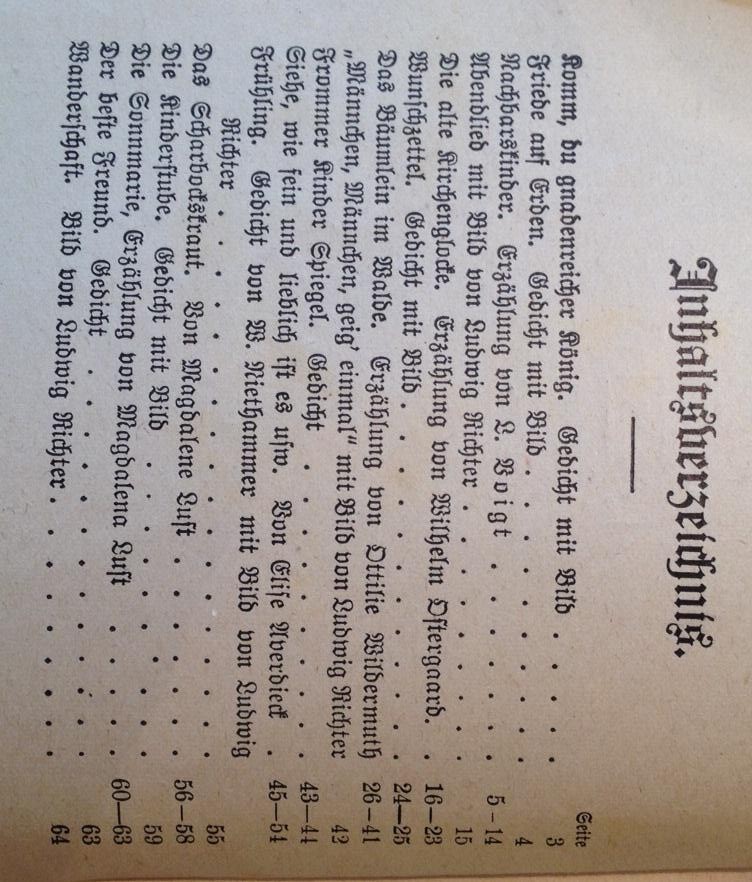 Inhaltsverzeichnis.
Seite
Komm, du gnadenreicher König. Gedicht mit Bild . . . . 3
Friede auf Erden. Gedicht mit Bild . . . . . . . . 4
Nachbarskinder. Erzählung von L. Voigt . . . . . . 5-14
Abendlied mit Bild von Ludwig Richter . . . . . . . 15
Die alte Kirchenglocke. Erzählung von Wilhelm Ostergaard. . 16—23
Wunschzettel. Gedicht mit Bild . . . . . . . . . . 24—25
Das Bäumlein im Walde. Erzählung von Ottilie Wildermuth 26-41
„Männchen, Männchen, geig' einmal" mit Bild von Ludwig Richter 42
Frommer Kinder Spiegel. Gedicht . . . . . . . . . 43—44
Siehe, wie fein und lieblich ist es usw. Von Elise Averdieck . 45—54
Frühling. Gedicht von W. Niethammer mit Bild von Ludwig
Richter . . . . . . . . . . . . . . . 55
Das Scharbockskraut. Von Magdalene Luft . . . . . . 56—58
Die Kinderstube. Gedicht mit Bild . . . . . . . . 59
Die Sonnmarie, Erzählung von Magdalena Luft . . . . 60—63
Der beste Freund. Gedicht . . . . . . . . . . . 63
Wanderschaft. Bild von Ludwig Richter . . . . . . . 64